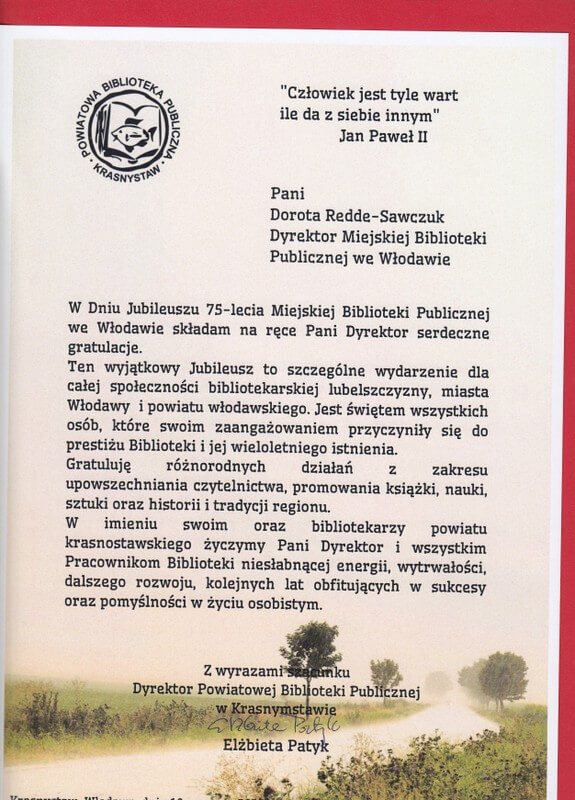 · POWIATOWA BIBLIOTEKA PUBLICZNA ·
KRASNYSTAW
"Człowiek jest tyle wart
ile da z siebie innym"
Jan Paweł II
Pani
Dorota Redde-Sawczuk
Dyrektor Miejskiej Biblioteki
Publicznej we Włodawie
W Dniu Jubileuszu 75-lecia Miejskiej Biblioteki Publicznej
we Włodawie składam na ręce Pani Dyrektor serdeczne
gratulacje.
Ten wyjątkowy Jubileusz to szczególne wydarzenie dla
całej społeczności bibliotekarskiej lubelszczyzny, miasta
Włodawy i powiatu włodawskiego. Jest świętem wszystkich
osób, które swoim zaangażowaniem przyczyniły się do
prestiżu Biblioteki i jej wieloletniego istnienia.
Gratuluję różnorodnych działań z zakresu
upowszechniania czytelnictwa, promowania książki, nauki,
sztuki oraz historii i tradycji regionu.
W imieniu swoim oraz bibliotekarzy powiatu
krasnostawskiego życzymy Pani Dyrektor i wszystkim
Pracownikom Biblioteki niesłabnącej energii, wytrwałości,
dalszego rozwoju, kolejnych lat obfitujących w sukcesy
oraz pomyślności w życiu osobistym.
Z wyrazami szacunku
Dyrektor Powiatowej Biblioteki Publicznej
w Krasnymstawie
Elżbieta Patyk
Elżbieta Patyk